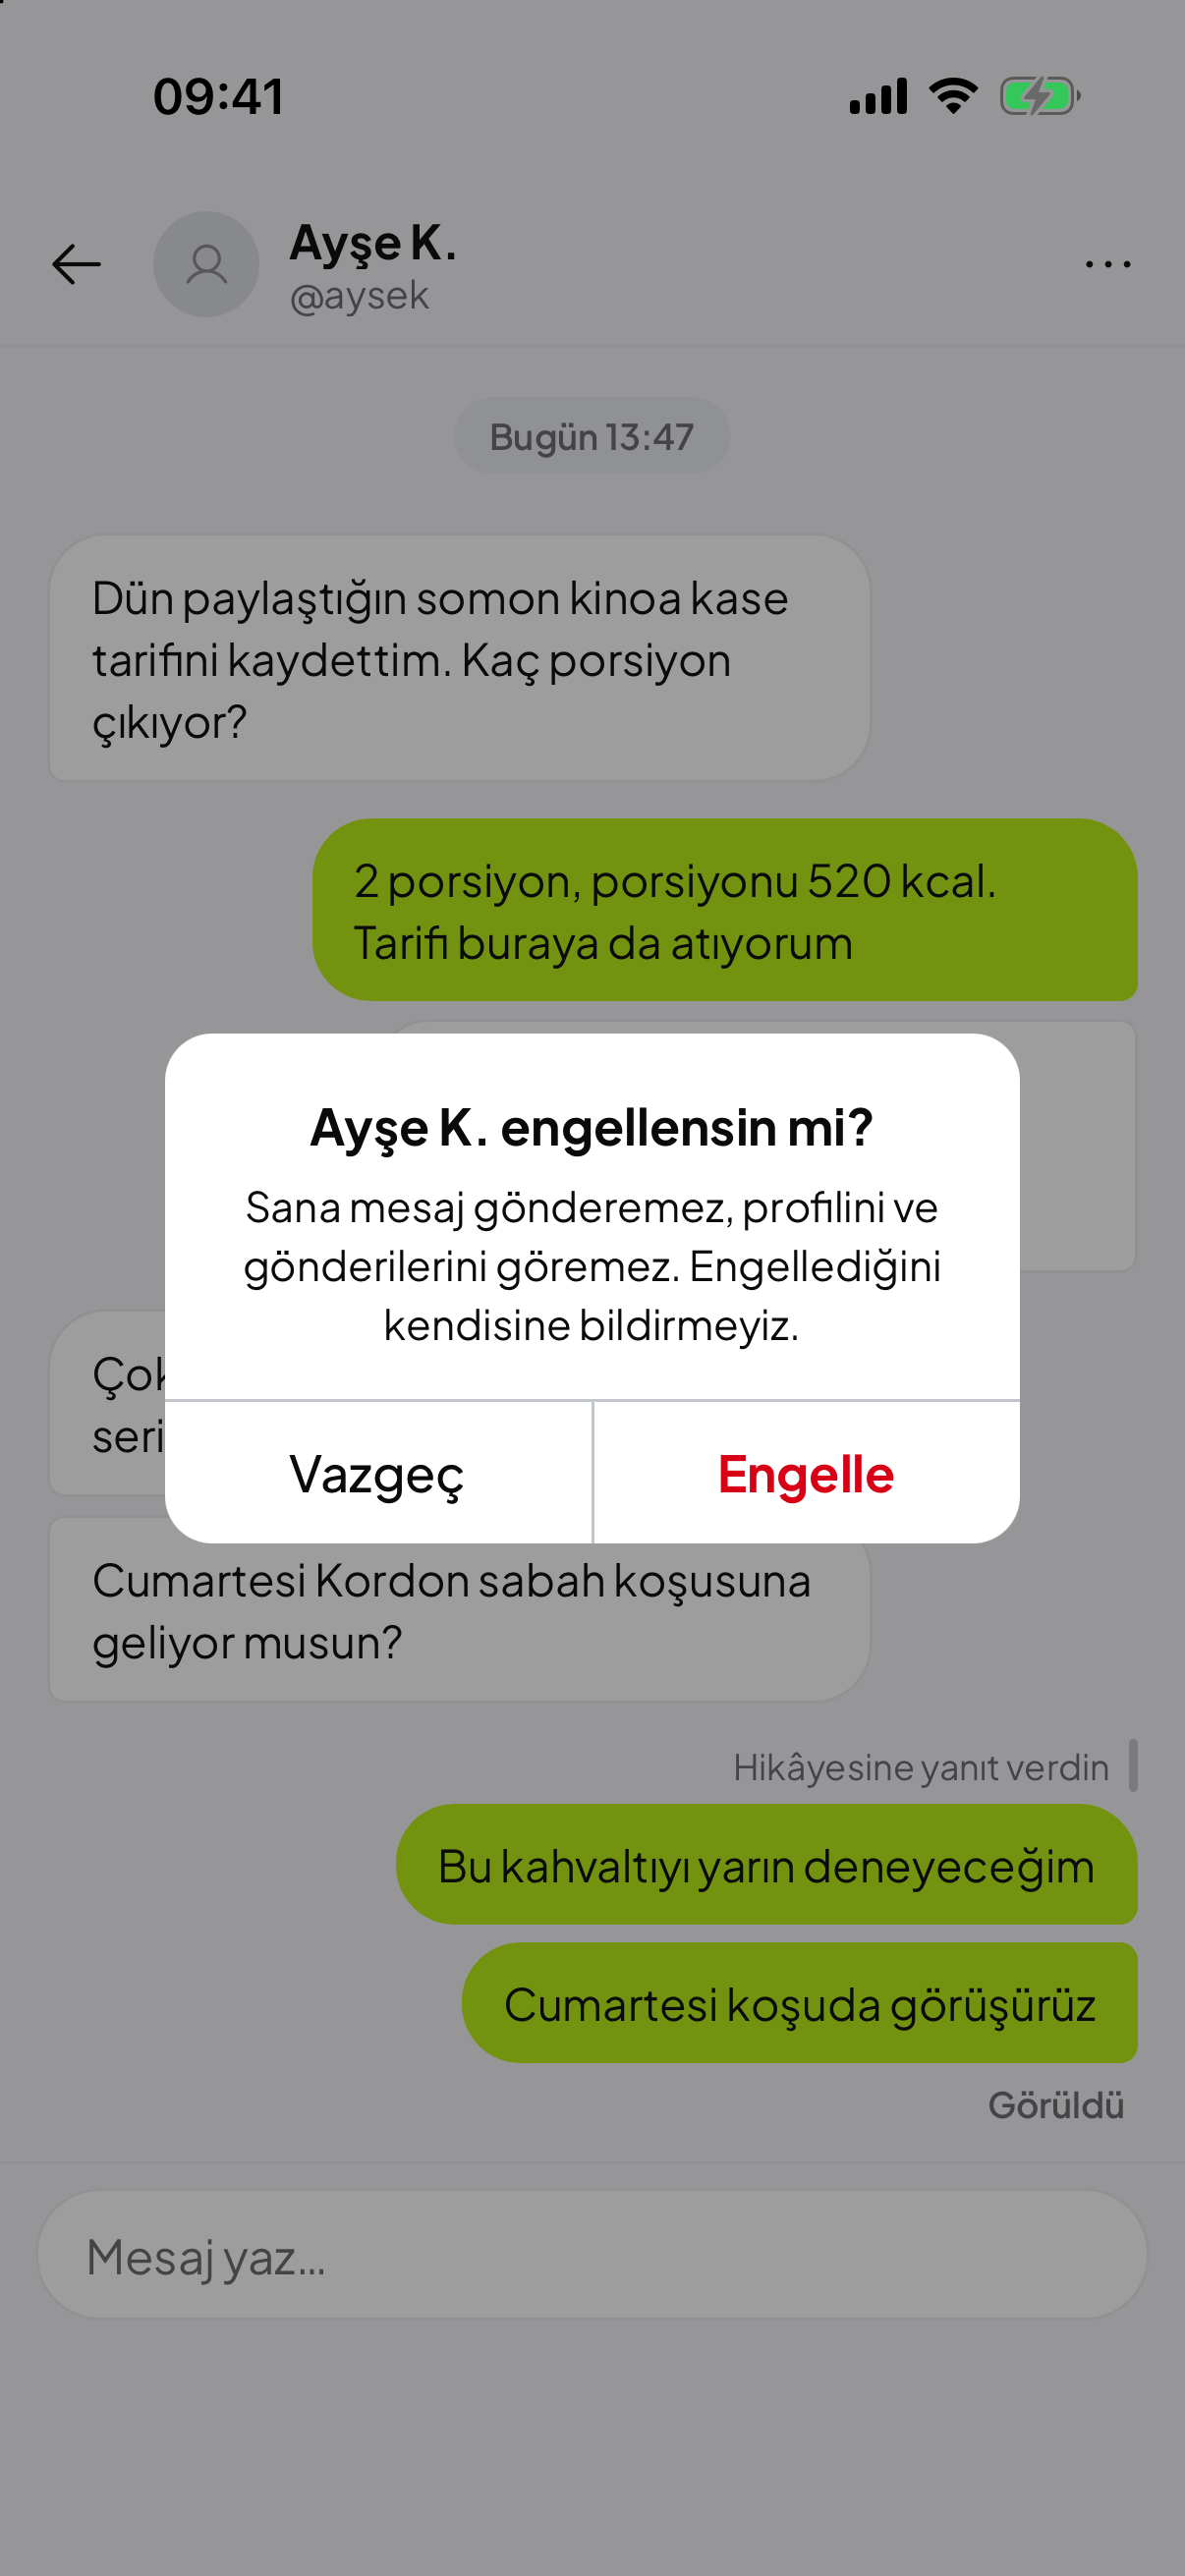 09:41
Ayşe K.
@aysek
Bugün 13:47
Dün paylaştığın somon kinoa kase
tarifini kaydettim. Kaç porsiyon
çıkıyor?
2 porsiyon, porsiyonu 520 kcal.
Tarifi buraya da atıyorum
Ayşe K. engellensin mi?
Sana mesaj gönderemez, profilini ve
gönderilerini göremez. Engellediğini
kendisine bildirmeyiz.
Vazgeç
Engelle
Cumartesi Kordon sabah koşusuna
geliyor musun?
Hikâyesine yanıt verdin
Bu kahvaltıyı yarın deneyeceğim
Cumartesi koşuda görüşürüz
Görüldü
Mesaj yaz...